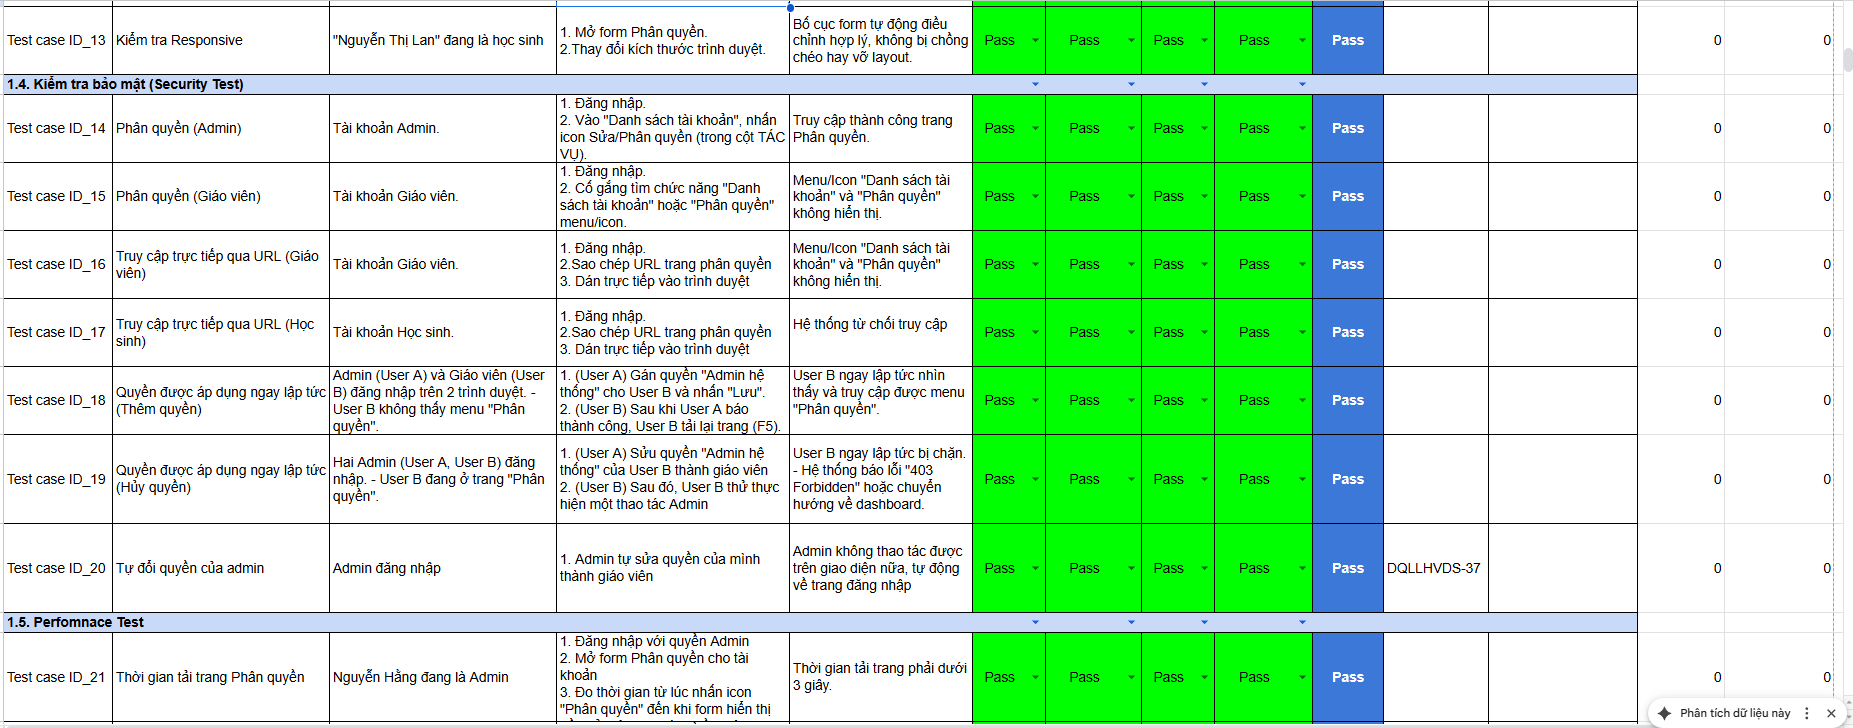 Test case ID_13
Kiểm tra Responsive
"Nguyễn Thị Lan" đang là học sinh
1. Mở form Phân quyền.
2.Thay đổi kích thước trình duyệt.
Bố cục form tự động điều
chỉnh hợp lý, không bị chồng
chéo hay vỡ layout.
Pass
Pass
Pass
Pass
Pass
0
0
1.4. Kiểm tra bảo mật (Security Test)
Test case ID_14
Phân quyền (Admin)
Tài khoản Admin.
1. Đăng nhập.
2. Vào "Danh sách tài khoản", nhấn
icon Sửa/Phân quyền (trong cột TÁC
VỤ).
Truy cập thành công trang
Phân quyền.
Pass
Pass
Pass
Pass
Pass
0
0
Test case ID_15
Phân quyền (Giáo viên)
Tài khoản Giáo viên.
1. Đăng nhập.
2. Cố gắng tìm chức năng "Danh
sách tài khoản" hoặc "Phân quyền"
menu/icon.
Menu/Icon "Danh sách tài
khoản" và "Phân quyền"
không hiển thị.
Pass
Pass
Pass
Pass
Pass
0
0
Test case ID_16
Truy cập trực tiếp qua URL (Giáo
viên)
Tài khoản Giáo viên.
1. Đăng nhập.
2.Sao chép URL trang phân quyền
3. Dán trực tiếp vào trình duyệt
Menu/Icon "Danh sách tài
khoản" và "Phân quyền"
không hiển thị.
Pass
Pass
Pass
Pass
Pass
0
0
Test case ID_17
Truy cập trực tiếp qua URL (Học
sinh)
Tài khoản Học sinh.
1. Đăng nhập.
2.Sao chép URL trang phân quyền
3. Dán trực tiếp vào trình duyệt
Hệ thống từ chối truy cập
Pass
Pass
Pass
Pass
Pass
0
0
Test case ID_18
Quyền được áp dụng ngay lập tức
(Thêm quyền)
Admin (User A) và Giáo viên (User
B) đăng nhập trên 2 trình duyệt. -
User B không thấy menu "Phân
quyền".
1. (User A) Gán quyền "Admin hệ
thống" cho User B và nhấn "Lưu".
2. (User B) Sau khi User A báo
thành công, User B tải lại trang (F5).
User B ngay lập tức nhìn
thấy và truy cập được menu
"Phân quyền".
Pass
Pass
Pass
Pass
Pass
0
0
Test case ID_19
Quyền được áp dụng ngay lập tức
(Hủy quyền)
Hai Admin (User A, User B) đăng
nhập. - User B đang ở trang "Phân
quyền".
1. (User A) Sửu quyền "Admin hệ
thống" của User B thành giáo viên
2. (User B) Sau đó, User B thử thực
hiện một thao tác Admin
User B ngay lập tức bị chặn.
- Hệ thống báo lỗi "403
Forbidden" hoặc chuyển
hướng về dashboard.
Pass
Pass
Pass
Pass
Pass
0
0
Test case ID_20
Tự đổi quyền của admin
Admin đăng nhập
1. Admin tự sửa quyền của mình
thành giáo viên
Admin không thao tác được
trên giao diện nữa, tự động
về trang đăng nhập
Pass
Pass
Pass
Pass
Pass
DQLLHVDS-37
0
0
1.5. Perfomnace Test
Test case ID_21
Thời gian tải trang Phân quyền
Nguyễn Hằng đang là Admin
1. Đăng nhập với quyền Admin
2. Mở form Phân quyền cho tài
khoản
3. Đo thời gian từ lúc nhấn icon
"Phân quyền" đến khi form hiển thị
Thời gian tải trang phải dưới
3 giây.
Pass
Pass
Pass
Pass
Pass
0
0
Phân tích dữ liệu này